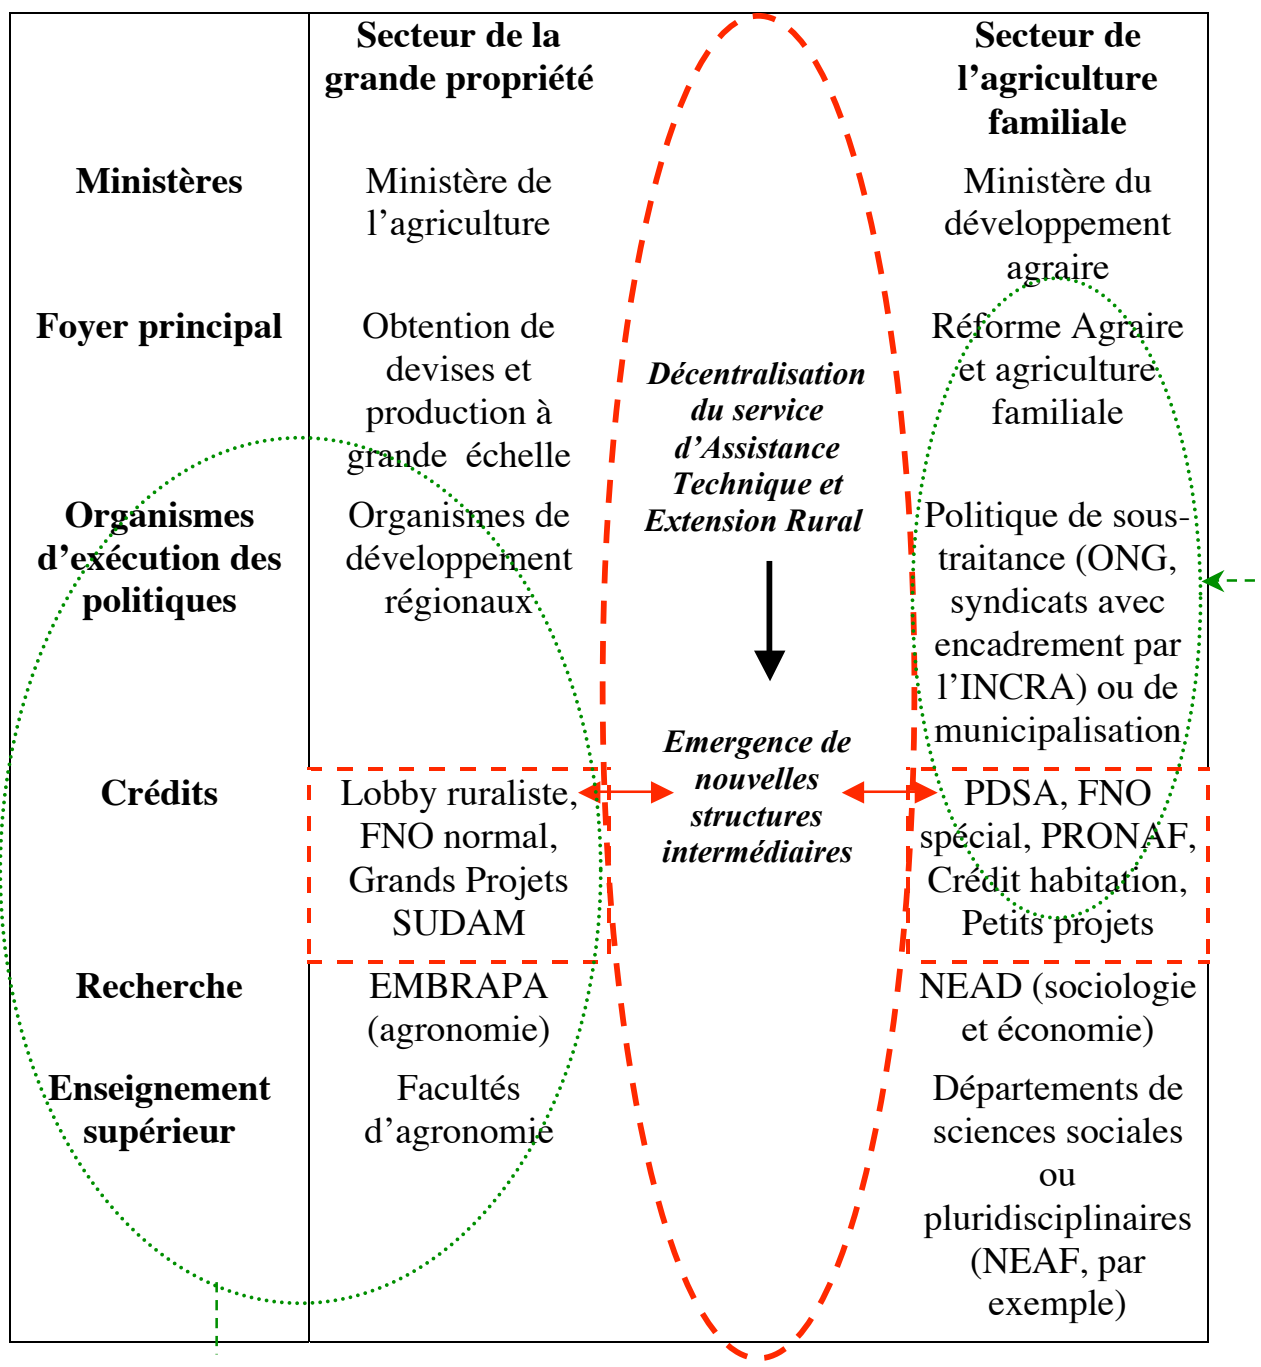 Secteur de la
grande propriété
Secteur de
l’agriculture
familiale
Ministères
Ministère de
l’agriculture
Ministère du
développement
agraire
Foyer principal
Obtention de
devises et
production à
grande échelle
Réforme Agraire
et agriculture
familiale
Décentralisation
du service
d’Assistance
Technique et
Extension Rural
Organismes
d’exécution des
politiques
Organismes de
développement
régionaux
Politique de sous-
traitance (ONG,
syndicats avec
encadrement par
l’INCRA) ou de
municipalisation
Emergence de
nouvelles
structures
intermédiaires
Crédits
Lobby ruraliste,
FNO normal,
Grands Projets
SUDAM
PDSA, FNO
spécial, PRONAF,
Crédit habitation,
Petits projets
Recherche
EMBRAPA
(agronomie)
NEAD (sociologie
et économie)
Enseignement
supérieur
Facultés
d’agronomie
Départements de
sciences sociales
ou
pluridisciplinaires
(NEAF, par
exemple)